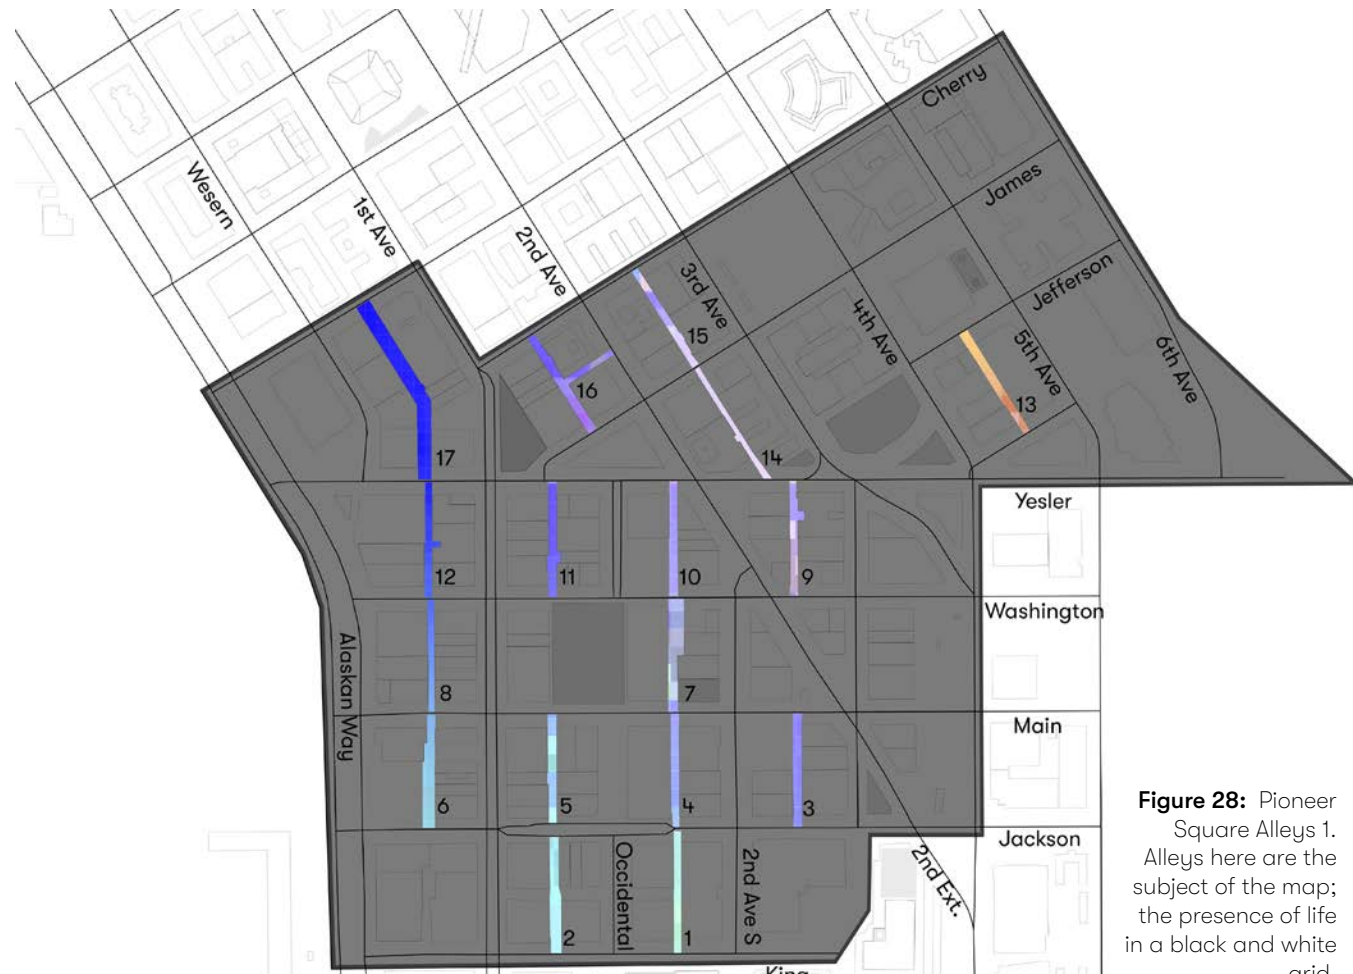 Cherry
James
Jefferson
Wesern
1st Ave
2nd Ave
3rd Ave
4th Ave
5th Ave
6th Ave
15
16
13
17
14
Yesler
12
11
10
9
Washington
Alaskan Way
8
7
Main
6
5
4
3
Jackson
Occidental
2nd Ave S
2nd Ext.
2
1
King
Figure 28: Pioneer
Square Alleys 1.
Alleys here are the
subject of the map;
the presence of life
in a black and white
grid.